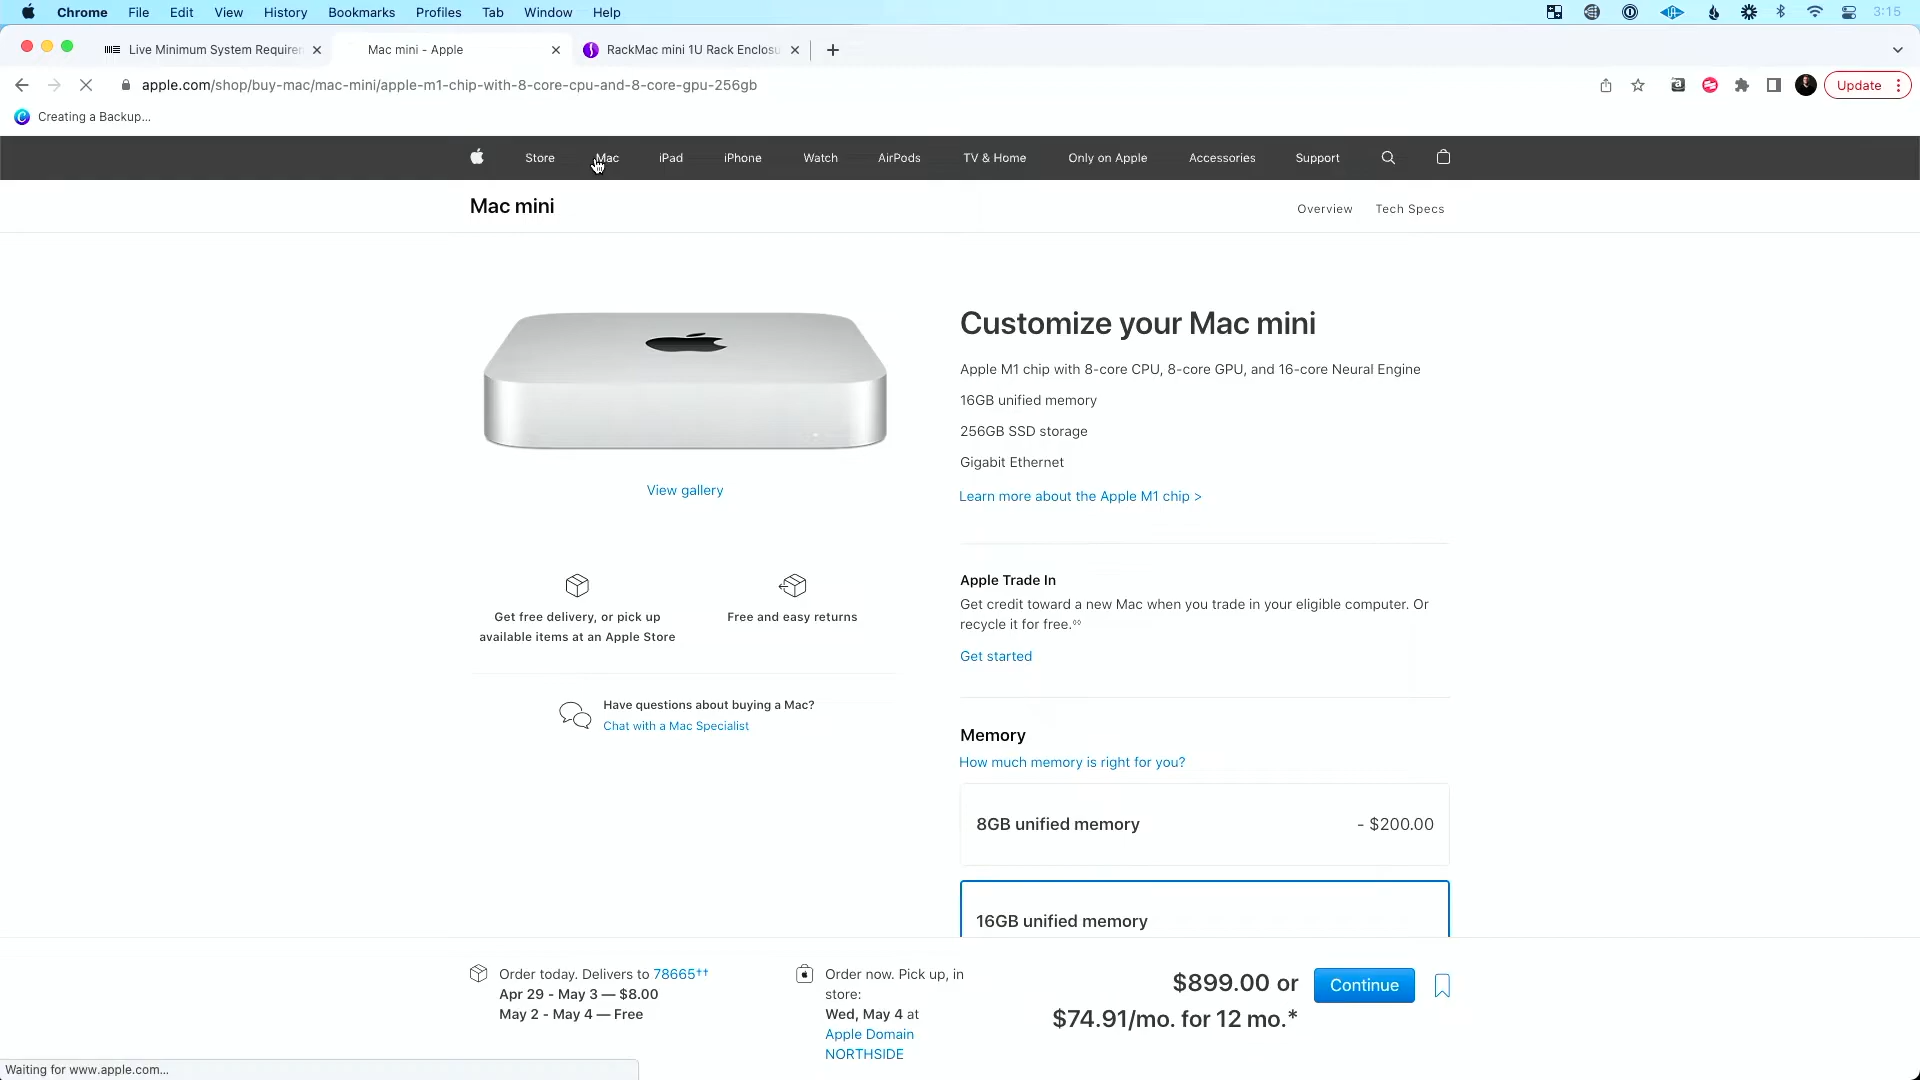 Chrome File Edit View History Bookmarks Profiles Tab Window Help 3:15
Live Minimum System Requirem Mac mini - Apple RackMac mini 1U Rack Enclosu
apple.com/shop/buy-mac/mac-mini/apple-m1-chip-with-8-core-cpu-and-8-core-gpu-256gb Update
Creating a Backup...
Store Mac iPad iPhone Watch AirPods TV & Home Only on Apple Accessories Support
Mac mini Overview Tech Specs
Customize your Mac mini
Apple M1 chip with 8-core CPU, 8-core GPU, and 16-core Neural Engine
16GB unified memory
256GB SSD storage
Gigabit Ethernet
Learn more about the Apple M1 chip >
View gallery
Get free delivery, or pick up
available items at an Apple Store
Free and easy returns
Have questions about buying a Mac?
Chat with a Mac Specialist
Apple Trade In
Get credit toward a new Mac when you trade in your eligible computer. Or
recycle it for free.◊◊
Get started
Memory
How much memory is right for you?
8GB unified memory - $200.00
16GB unified memory
Order today. Delivers to 78665††
Apr 29 - May 3 — $8.00
May 2 - May 4 — Free
Order now. Pick up, in
store:
Wed, May 4 at
Apple Domain
NORTHSIDE
$899.00 or
$74.91/mo. for 12 mo.*
Continue
Waiting for www.apple.com...